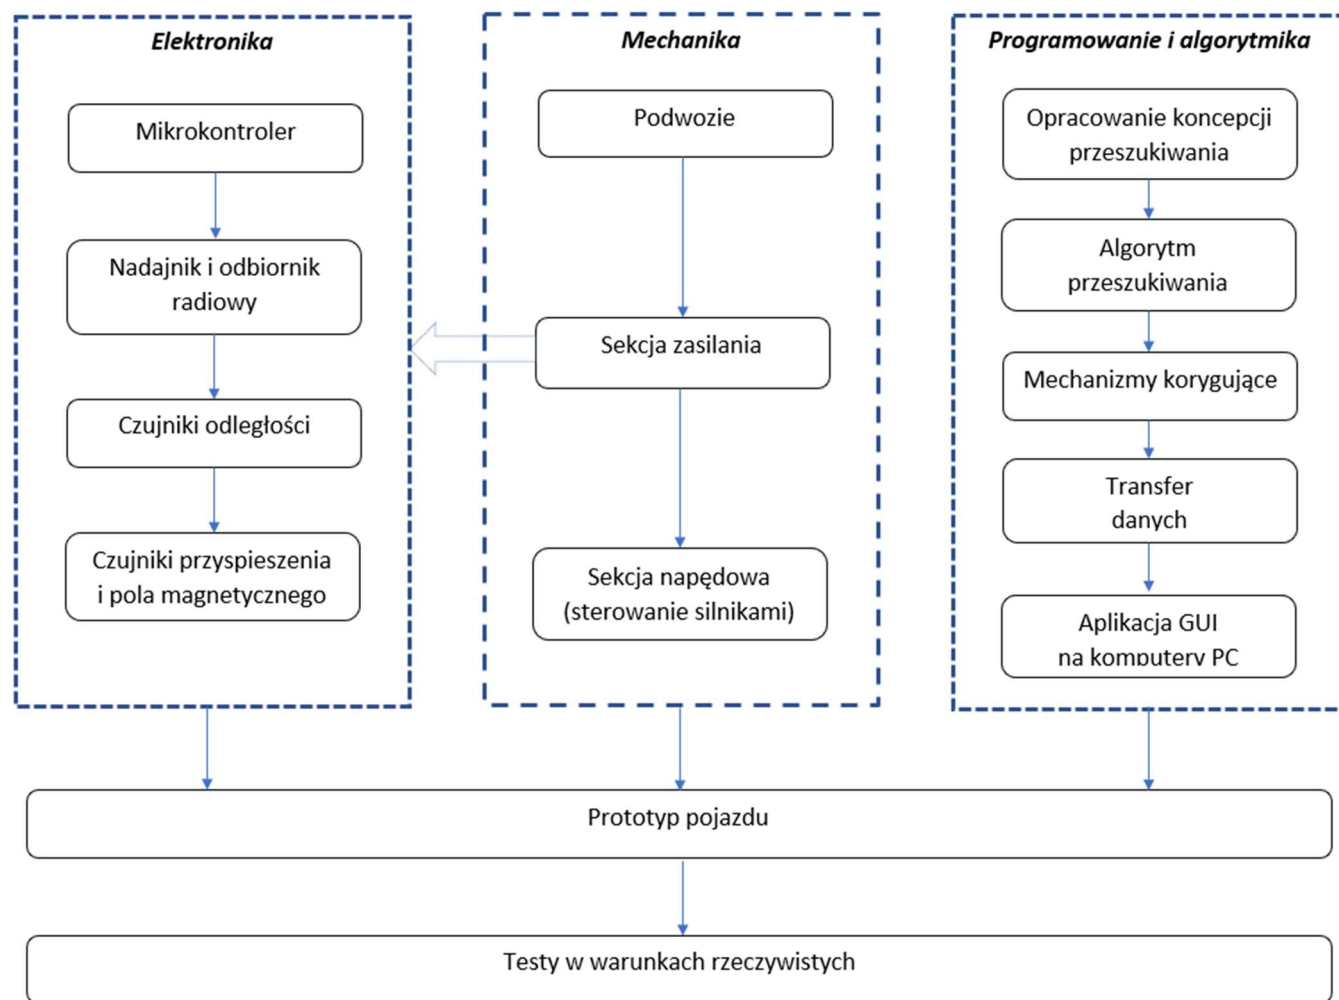 Elektronika
Mikrokontroler
Nadajnik i odbiornik
radiowy
Czujniki odległości
Czujniki przyspieszenia
i pola magnetycznego
Mechanika
Podwozie
Sekcja zasilania
Sekcja napędowa
(sterowanie silnikami)
Programowanie i algorytmika
Opracowanie koncepcji
przeszukiwania
Algorytm
przeszukiwania
Mechanizmy korygujące
Transfer
danych
Aplikacja GUI
na komputery PC
Prototyp pojazdu
Testy w warunkach rzeczywistych